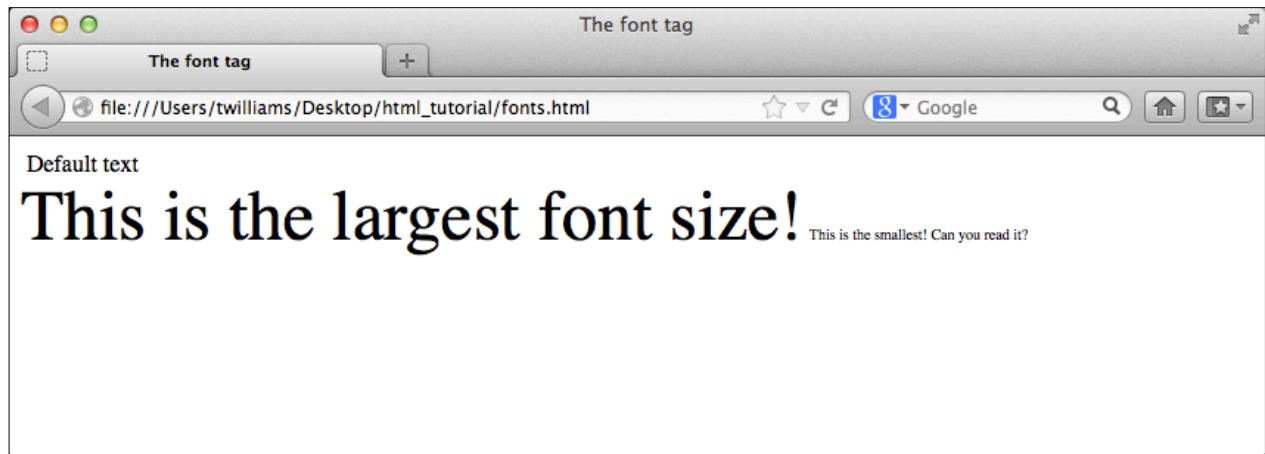 The font tag
The font tag
file:///Users/twilliams/Desktop/html_tutorial/fonts.html Google
Default text
This is the largest font size! This is the smallest! Can you read it?